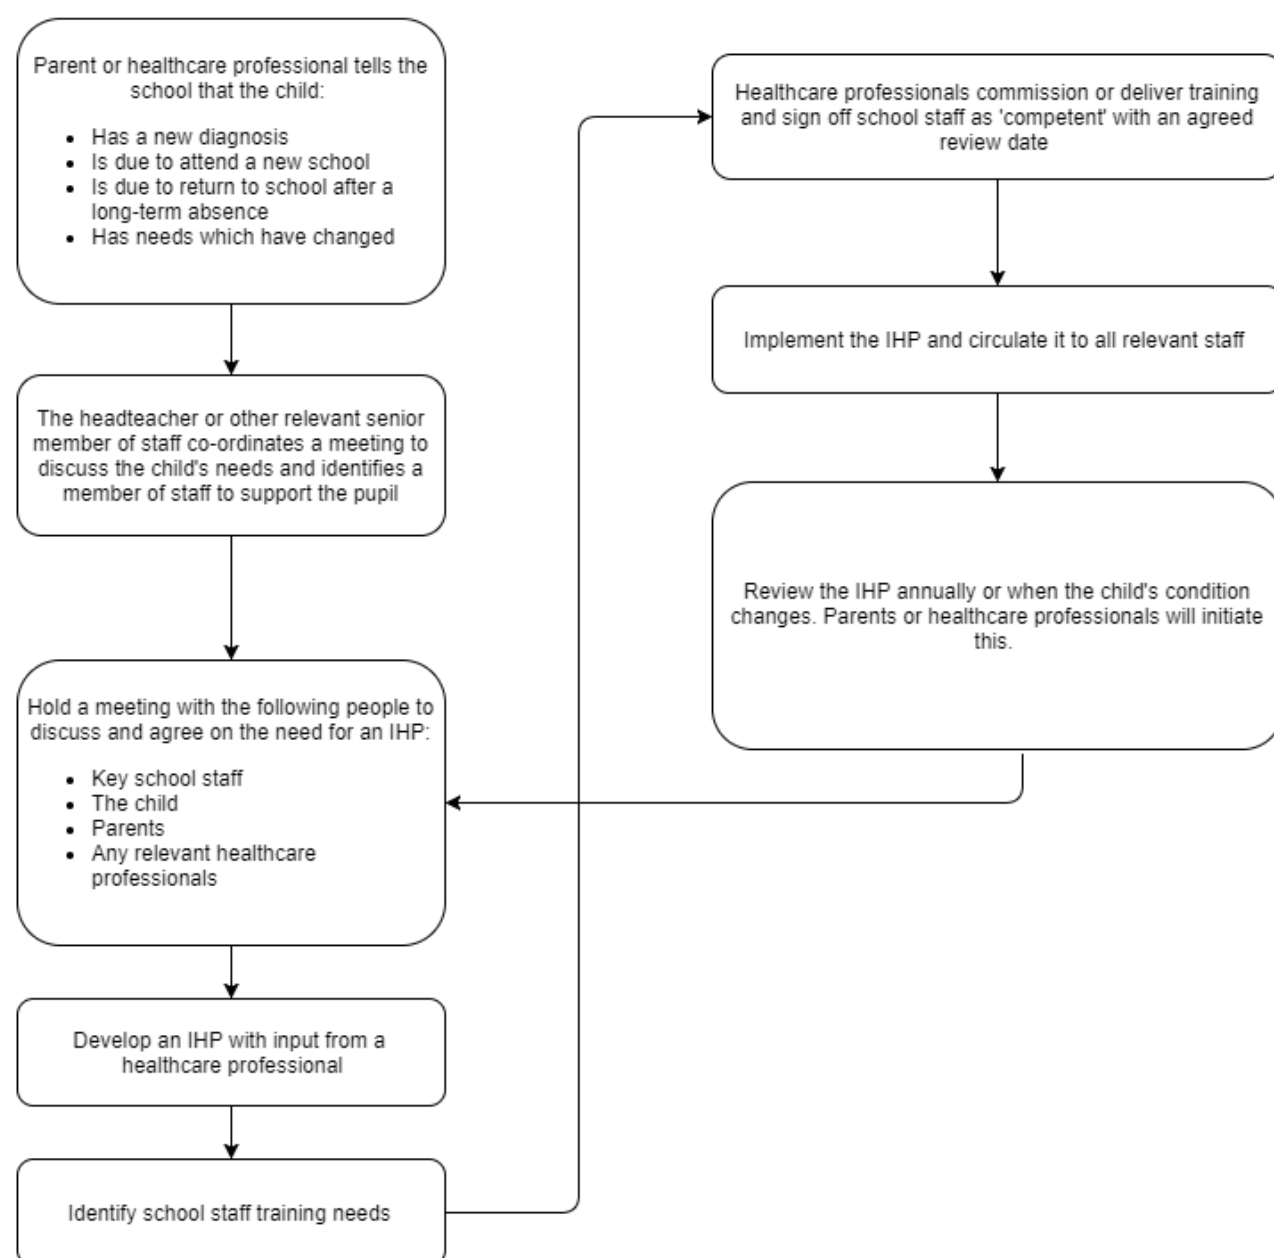 Parent or healthcare professional tells the
school that the child:
• Has a new diagnosis
• Is due to attend a new school
• Is due to return to school after a
long-term absence
• Has needs which have changed
The headteacher or other relevant senior
member of staff co-ordinates a meeting to
discuss the child's needs and identifies a
member of staff to support the pupil
Hold a meeting with the following people to
discuss and agree on the need for an IHP:
• Key school staff
• The child
• Parents
• Any relevant healthcare
professionals
Develop an IHP with input from a
healthcare professional
Identify school staff training needs
Healthcare professionals commission or deliver training
and sign off school staff as 'competent' with an agreed
review date
Implement the IHP and circulate it to all relevant staff
Review the IHP annually or when the child's condition
changes. Parents or healthcare professionals will initiate
this.